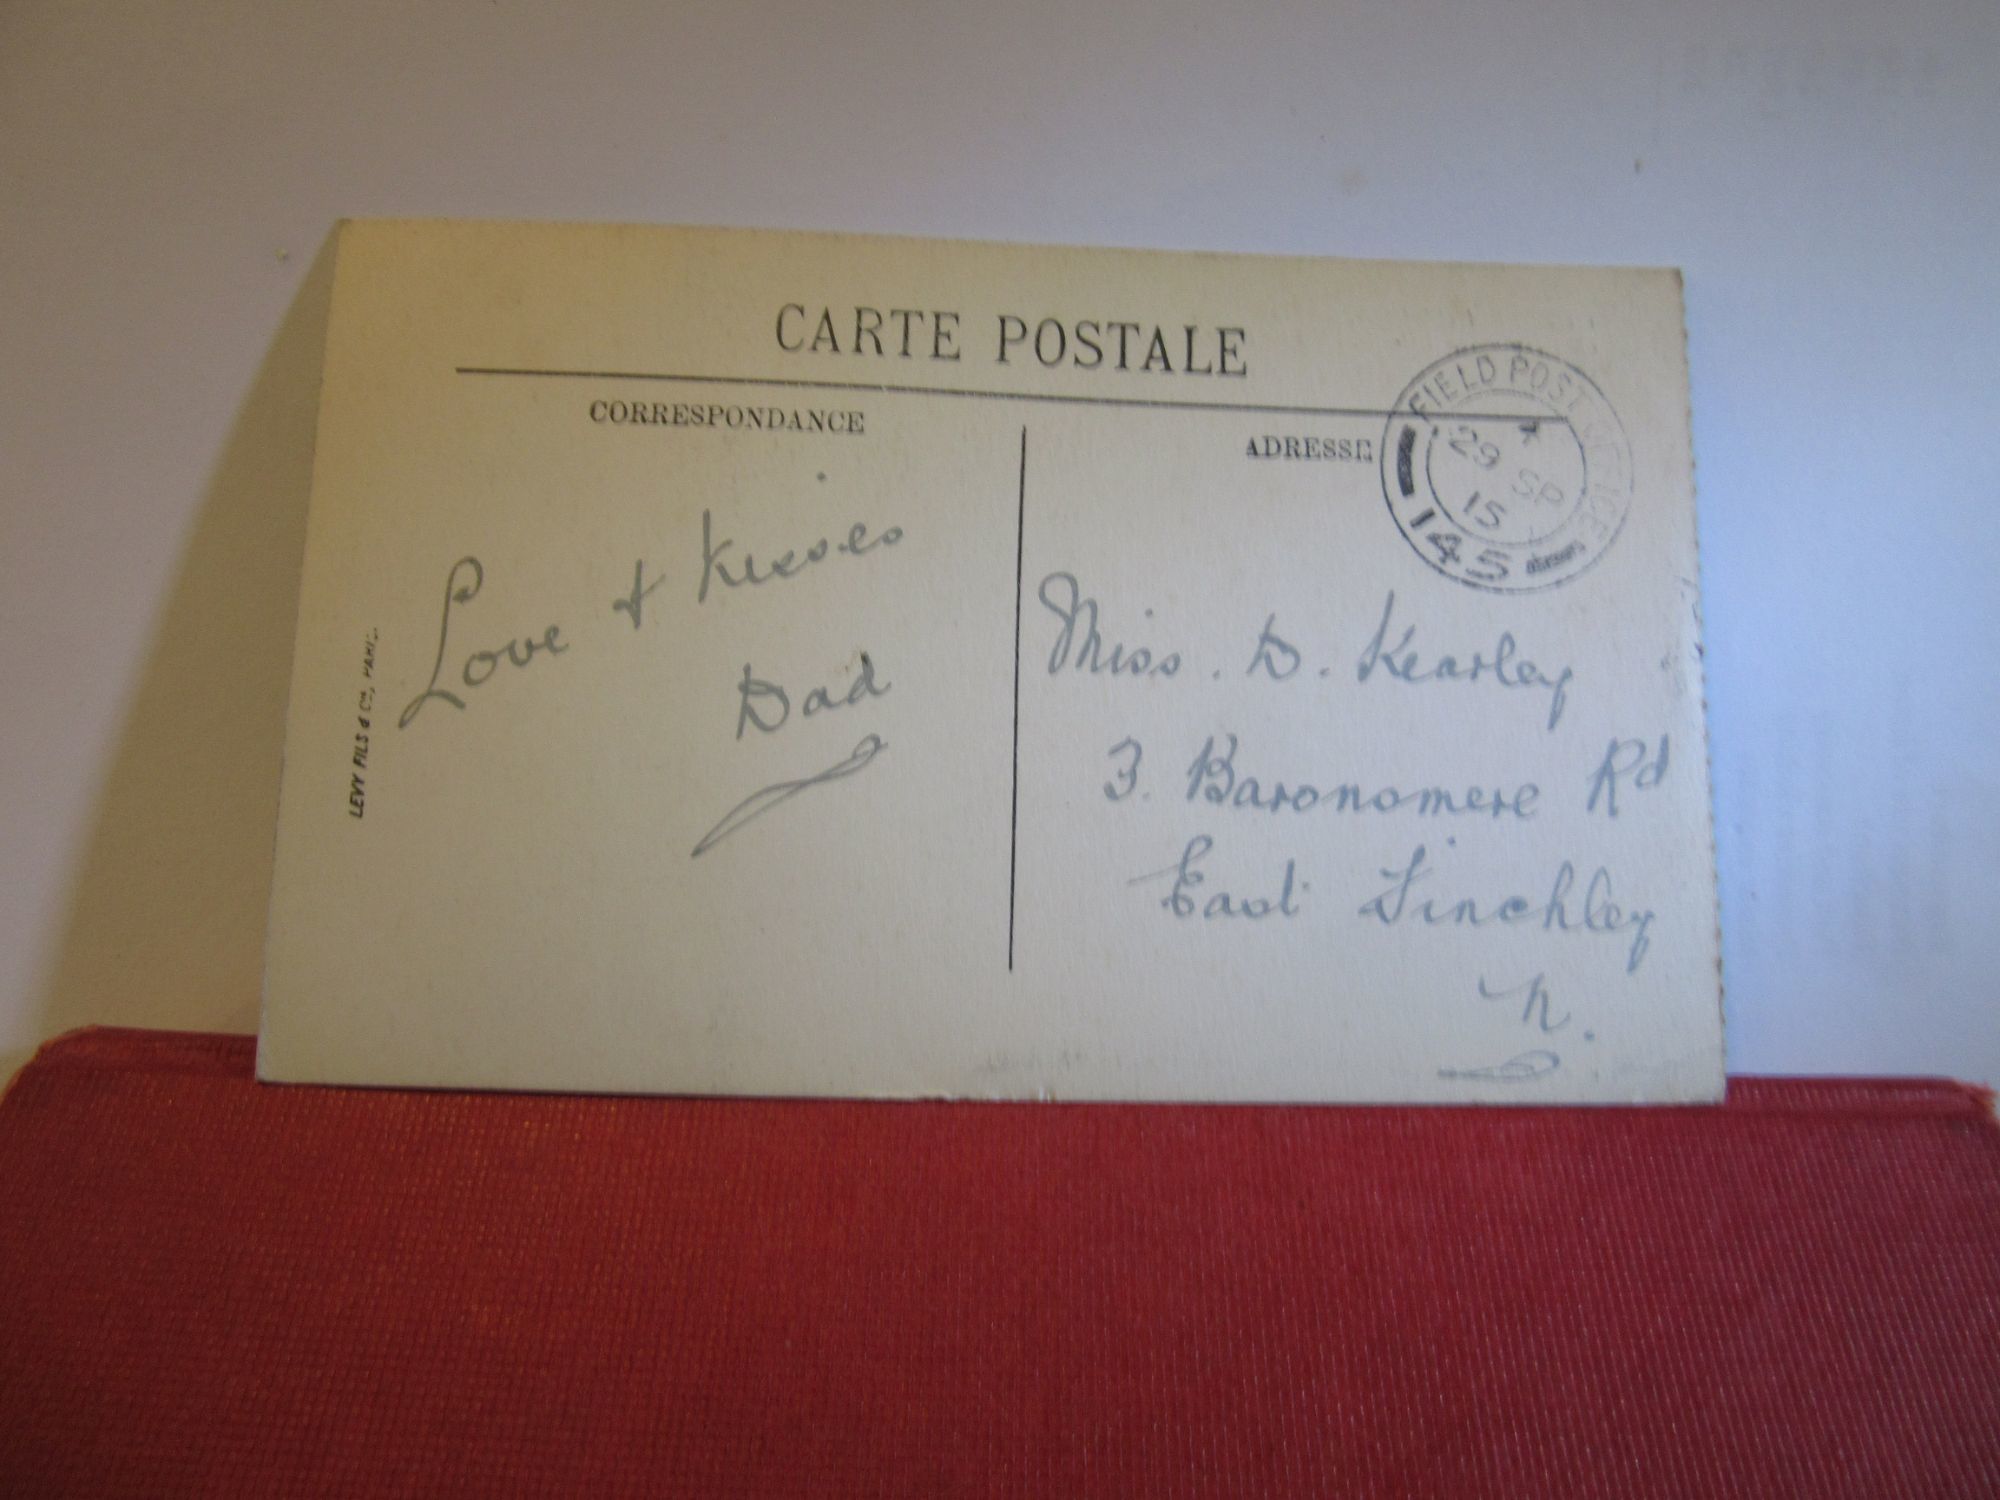 CARTE POSTALE
CORRESPONDANCE
ADRESSE
FIELD POST OFFICE
X
29 SP
15
145
Love & Kisses
Dad
Miss. D. Kearley
3. Baronsmere Rd
East Finchley
N.
LEVY FILS & Co., PARIS.